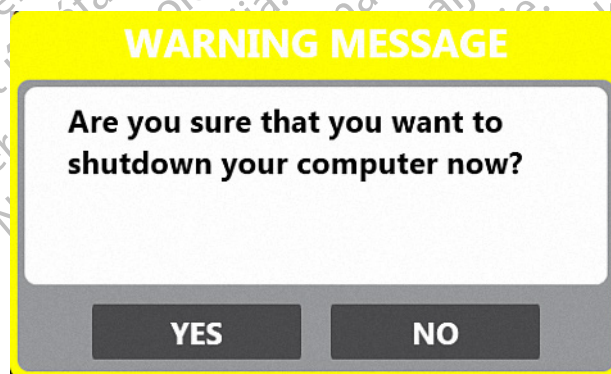 WARNING MESSAGE
Are you sure that you want to
shutdown your computer now?
YES
NO